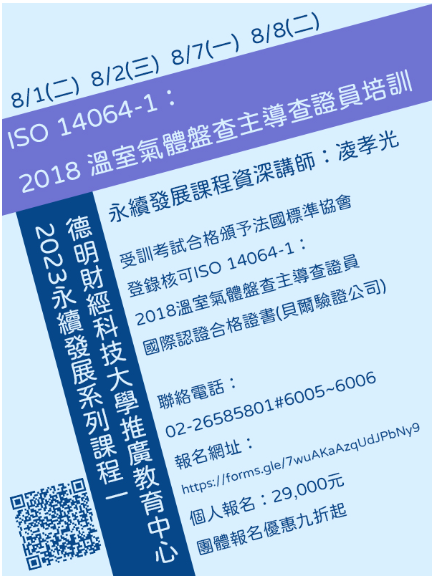 8/1(二) 8/2(三) 8/7(一) 8/8(二)
ISO 14064-1：
2018 溫室氣體盤查主導查證員培訓
永續發展課程資深講師：凌孝光
受訓考試合格頒予法國標準協會
登錄核可ISO 14064-1：
2018溫室氣體盤查主導查證員
國際認證合格證書(貝爾驗證公司)
聯絡電話：
02-26585801#6005~6006
報名網址：
https://forms.gle/7wuAKaAzqUdJPbNy9
個人報名：29,000元
團體報名優惠九折起
德明財經科技大學推廣教育中心
2023永續發展系列課程一